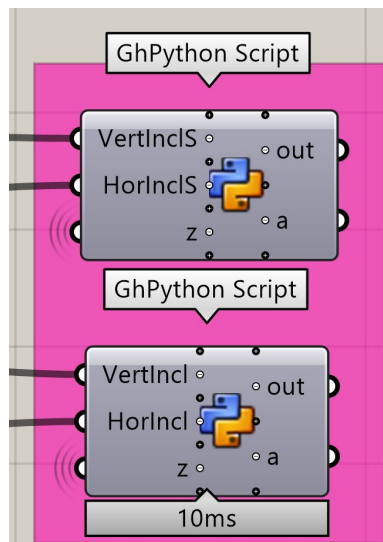 GhPython Script
VertInclS
out
HorInclS
a
z
GhPython Script
VertIncl
out
HorIncl
a
z
10ms